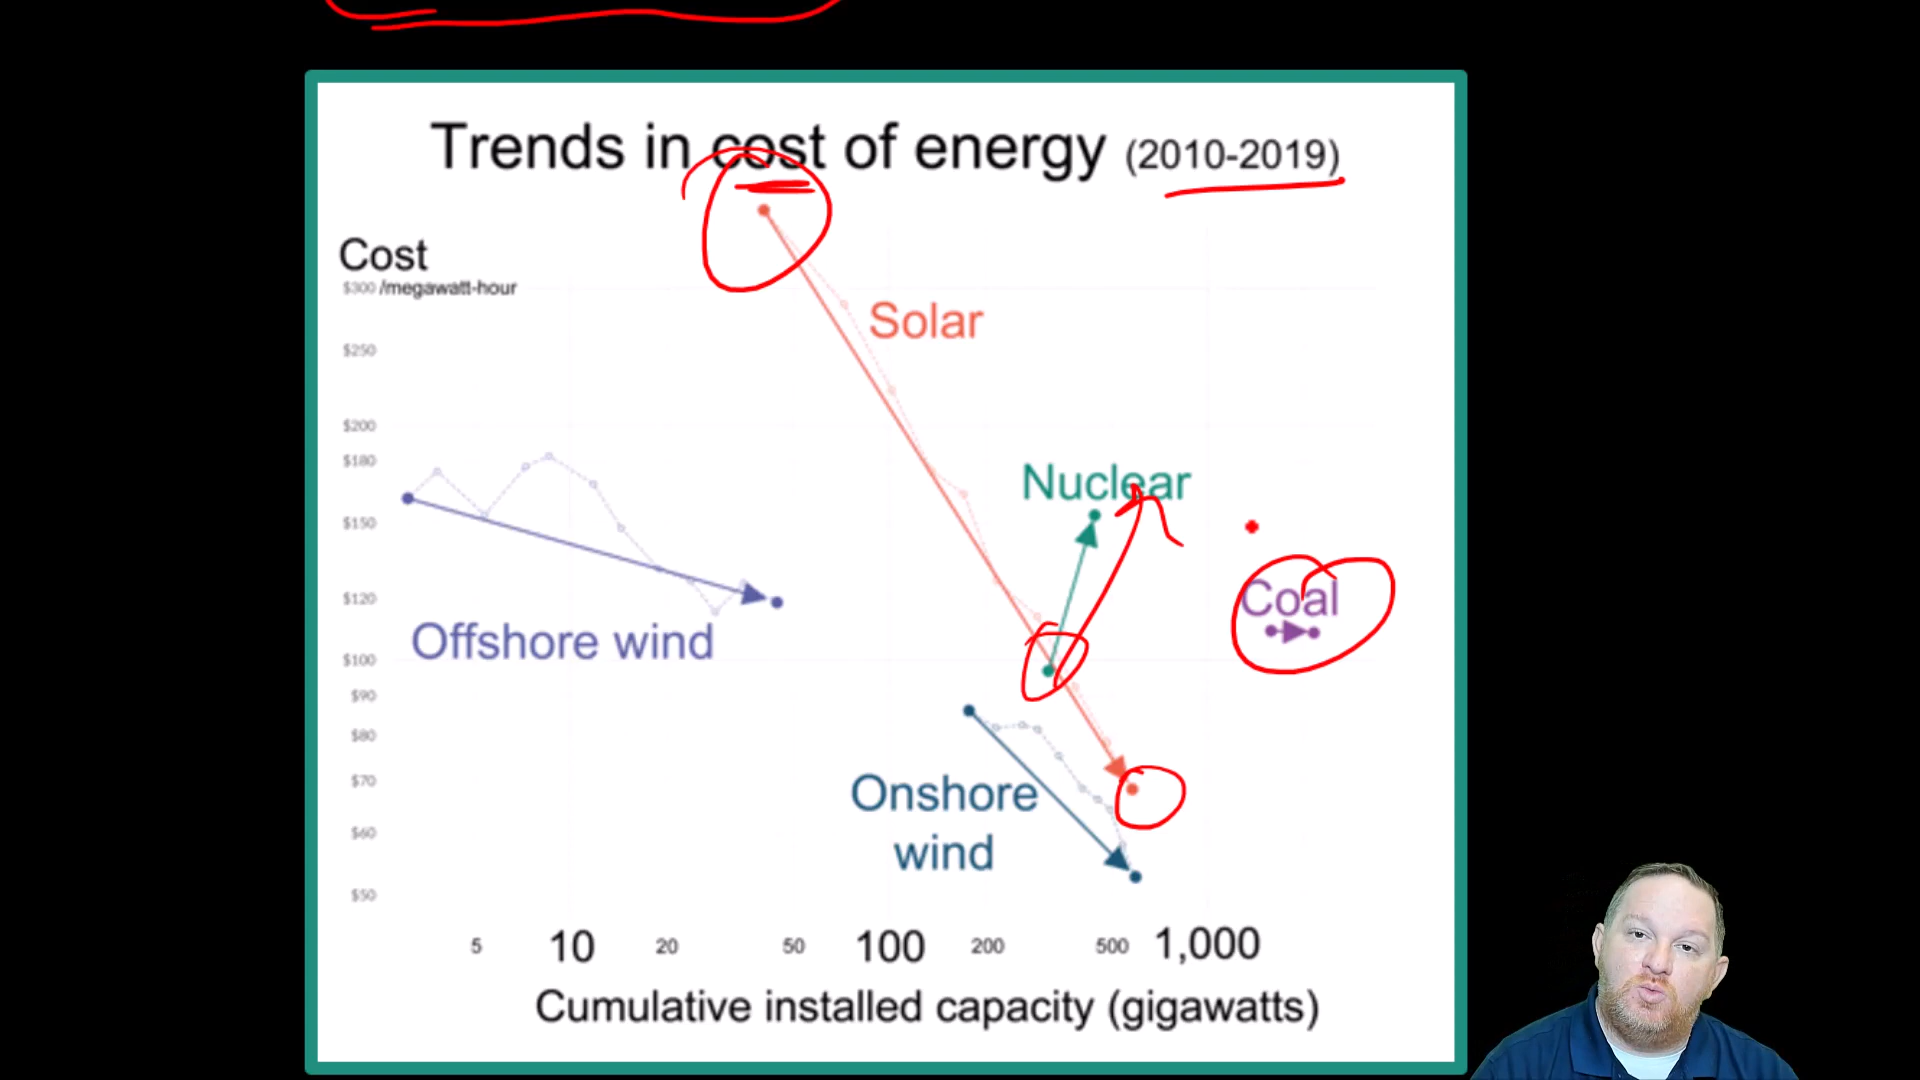 Trends in cost of energy (2010-2019)
Cost
$300 /megawatt-hour
Solar
$250
$200
$180
Nuclear
$150
Coal
$120
Offshore wind
$100
$90
$80
$70
Onshore
wind
$60
$50
5 10 20 50 100 200 500 1,000
Cumulative installed capacity (gigawatts)